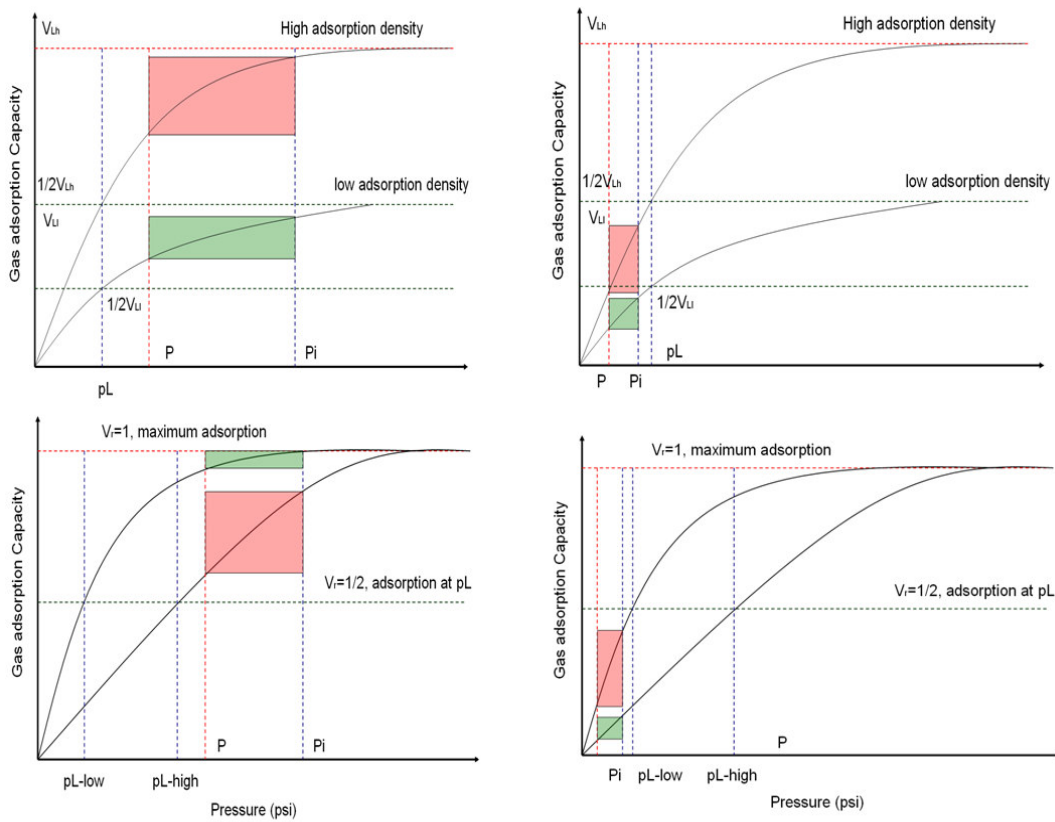 VLh
High adsorption density
Gas adsorption Capacity
1/2VLh
low adsorption density
VLl
1/2VLl
P
Pi
pL
VLh
High adsorption density
Gas adsorption Capacity
1/2VLh
low adsorption density
VLl
1/2VLl
pL
P
Pi
Vr=1, maximum adsorption
Gas adsorption Capacity
Vr=1/2, adsorption at pL
P
Pi
pL-low
pL-high
Pressure (psi)
Vr=1, maximum adsorption
Gas adsorption Capacity
Vr=1/2, adsorption at pL
P
Pi
pL-low
pL-high
Pressure (psi)